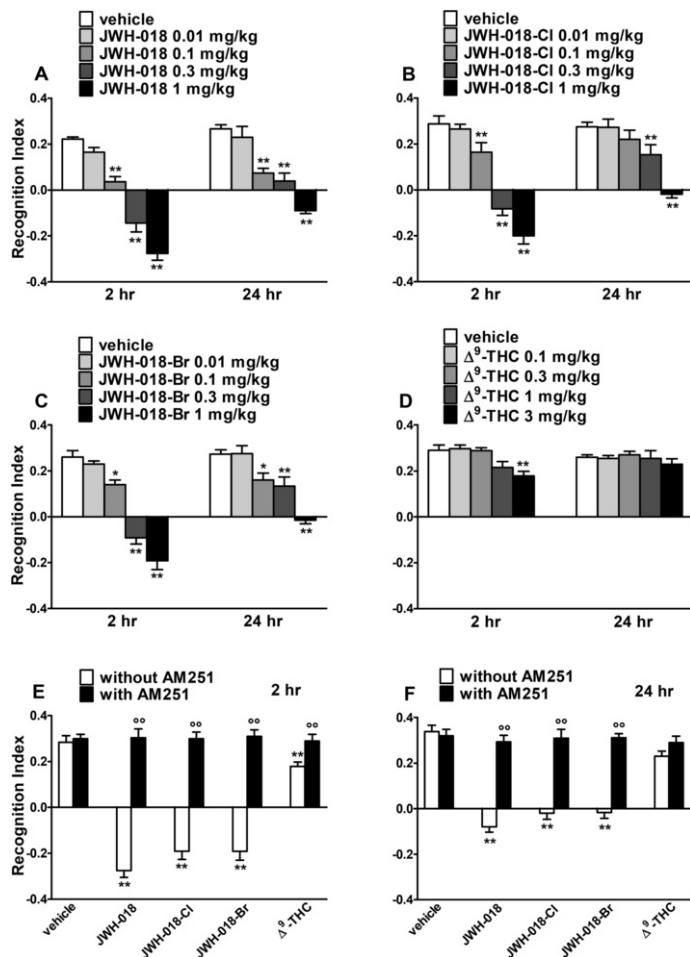 vehicle
JWH-018 0.01 mg/kg
JWH-018 0.1 mg/kg
JWH-018 0.3 mg/kg
JWH-018 1 mg/kg
A
Recognition Index
0.4
0.2
0.0
-0.2
-0.4
** ** ** ** ** **
2 hr
24 hr
vehicle
JWH-018-Cl 0.01 mg/kg
JWH-018-Cl 0.1 mg/kg
JWH-018-Cl 0.3 mg/kg
JWH-018-Cl 1 mg/kg
B
0.4
0.2
0.0
-0.2
-0.4
** ** ** ** **
2 hr
24 hr
vehicle
JWH-018-Br 0.01 mg/kg
JWH-018-Br 0.1 mg/kg
JWH-018-Br 0.3 mg/kg
JWH-018-Br 1 mg/kg
C
Recognition Index
0.4
0.2
0.0
0.2
0.4
* ** ** * ** **
2 hr
24 hr
vehicle
Δ⁹-THC 0.1 mg/kg
Δ⁹-THC 0.3 mg/kg
Δ⁹-THC 1 mg/kg
Δ⁹-THC 3 mg/kg
D
0.4
0.2
0.0
0.2
-0.4
**
2 hr
24 hr
without AM251
with AM251
E
2 hr
Recognition Index
0.4
0.2
0.0
-0.2
-0.4
°° °° °° °°
** ** ** **
vehicle
JWH-018
JWH-018-Cl
JWH-018-Br
Δ⁹-THC
without AM251
with AM251
F
24 hr
0.4
0.2
0.0
0.2
-0.4
°° °° °°
** ** **
vehicle
JWH-018
JWH-018-Cl
JWH-018-Br
Δ⁹-THC